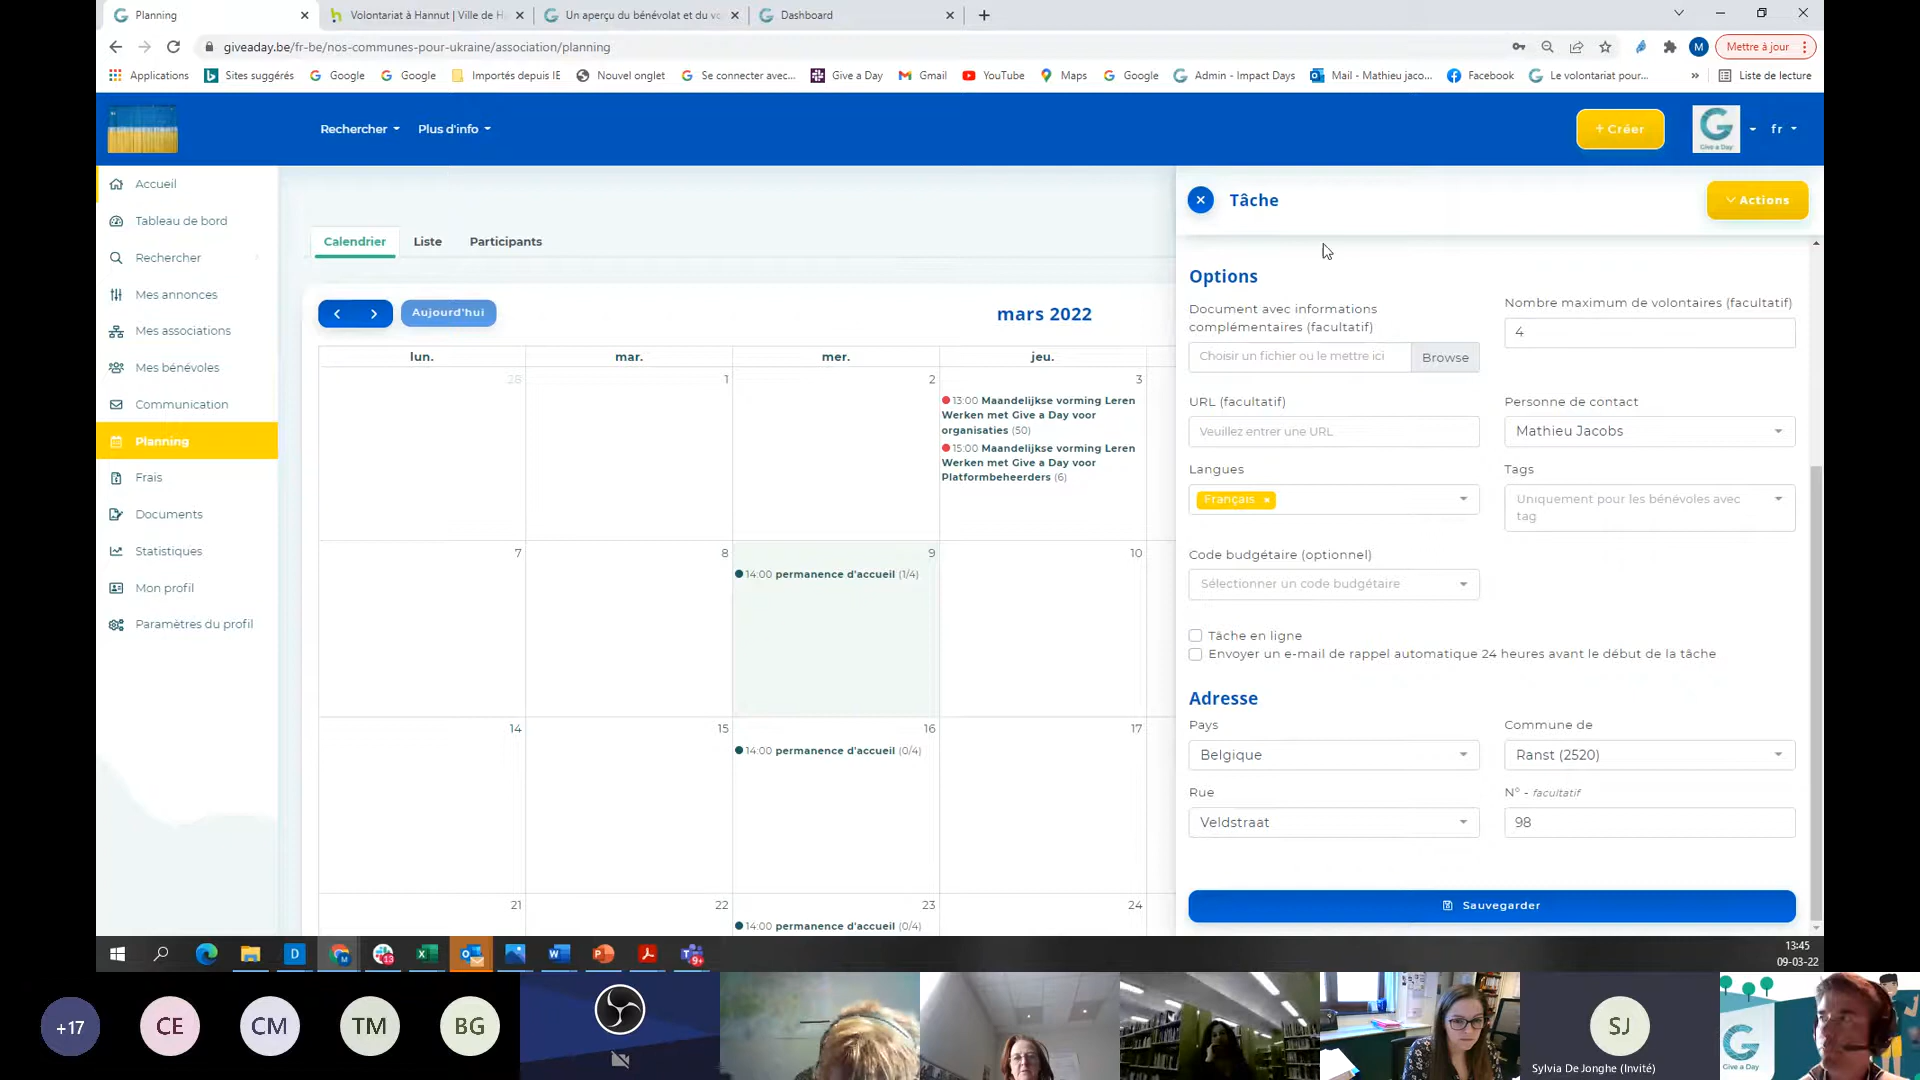 Planning
Volontariat à Hannut | Ville de H
Un aperçu du bénévolat et du vo
Dashboard
giveaday.be/fr-be/nos-communes-pour-ukraine/association/planning
M
Mettre à jour
Applications
Sites suggérés
Google
Google
Importés depuis IE
Nouvel onglet
Se connecter avec...
Give a Day
Gmail
YouTube
Maps
Google
Admin - Impact Days
Mail - Mathieu jaco...
Facebook
Le volontariat pour...
»
Liste de lecture
Rechercher
Plus d'info
+ Créer
Give a Day
fr
Accueil
Tableau de bord
Rechercher
Mes annonces
Mes associations
Mes bénévoles
Communication
Planning
Frais
Documents
Statistiques
Mon profil
Paramètres du profil
Calendrier
Liste
Participants
Aujourd'hui
mars 2022
lun.
mar.
mer.
jeu.
28
1
2
3
13:00 Maandelijkse vorming Leren
Werken met Give a Day voor
organisaties (50)
15:00 Maandelijkse vorming Leren
Werken met Give a Day voor
Platformbeheerders (6)
7
8
9
10
14:00 permanence d'accueil (1/4)
14
15
16
17
14:00 permanence d'accueil (0/4)
21
22
23
24
14:00 permanence d'accueil (0/4)
Tâche
Actions
Options
Document avec informations
complémentaires (facultatif)
Choisir un fichier ou le mettre ici
Browse
Nombre maximum de volontaires (facultatif)
4
URL (facultatif)
Veuillez entrer une URL
Personne de contact
Mathieu Jacobs
Langues
Français ×
Tags
Uniquement pour les bénévoles avec
tag
Code budgétaire (optionnel)
Sélectionner un code budgétaire
Tâche en ligne
Envoyer un e-mail de rappel automatique 24 heures avant le début de la tâche
Adresse
Pays
Belgique
Commune de
Ranst (2520)
Rue
Veldstraat
N° - facultatif
98
Sauvegarder
13:45
09-03-22
+17
CE
CM
TM
BG
SJ
Sylvia De Jonghe (Invité)
Give a Day